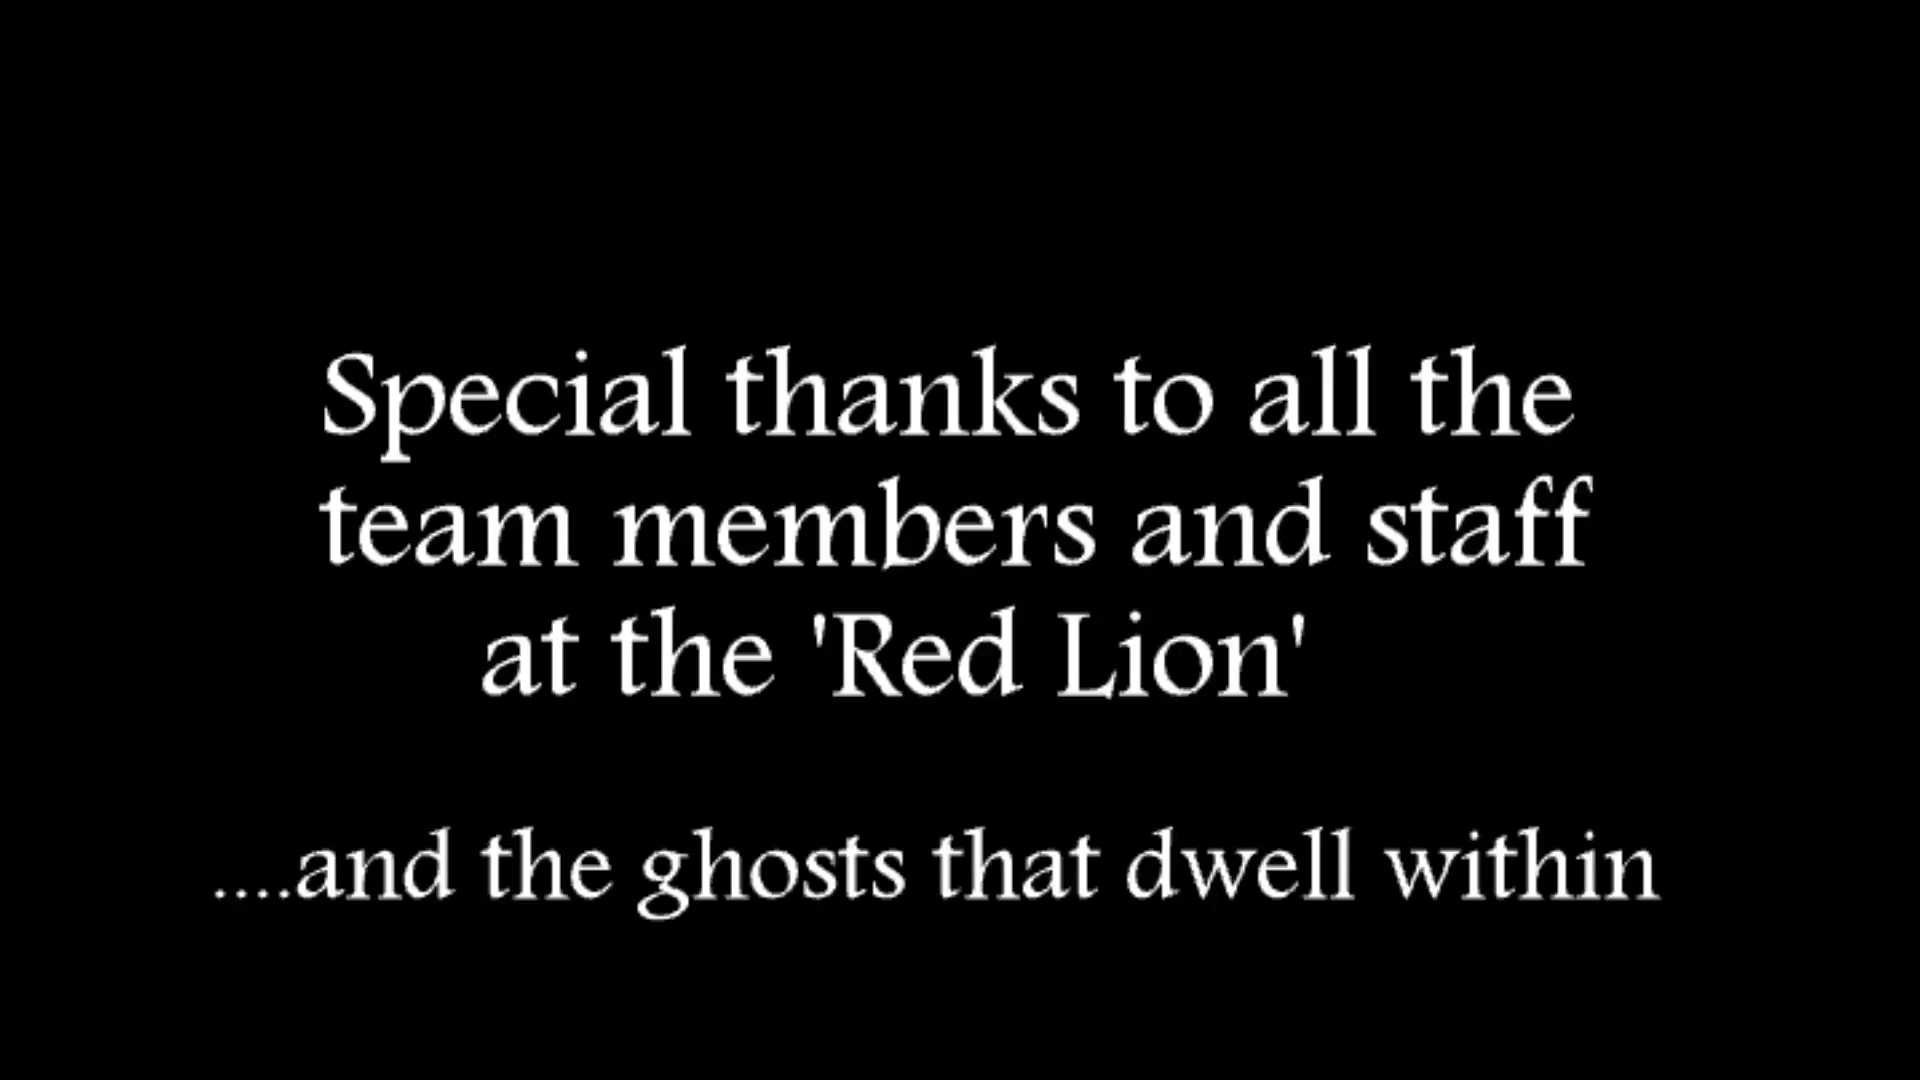 Special thanks to all the
team members and staff
at the 'Red Lion'
....and the ghosts that dwell within